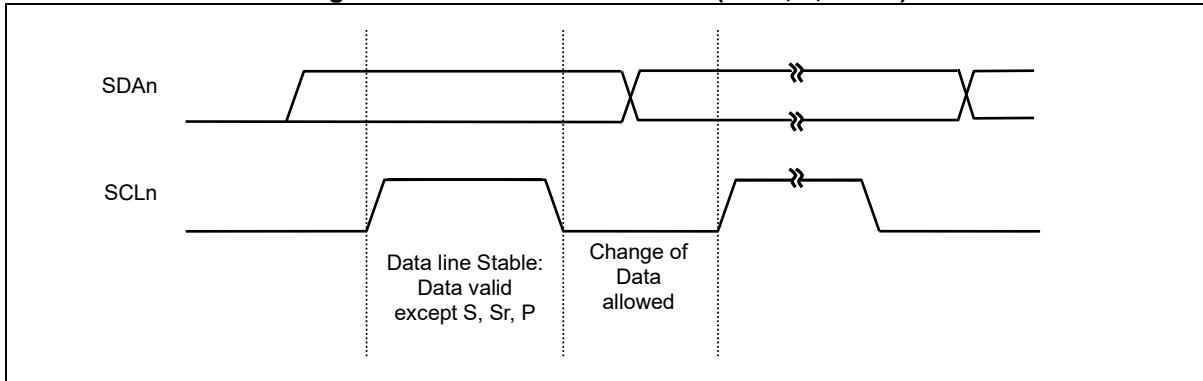 SDAn
SCLn
Data line Stable:
Data valid
except S, Sr, P
Change of
Data
allowed